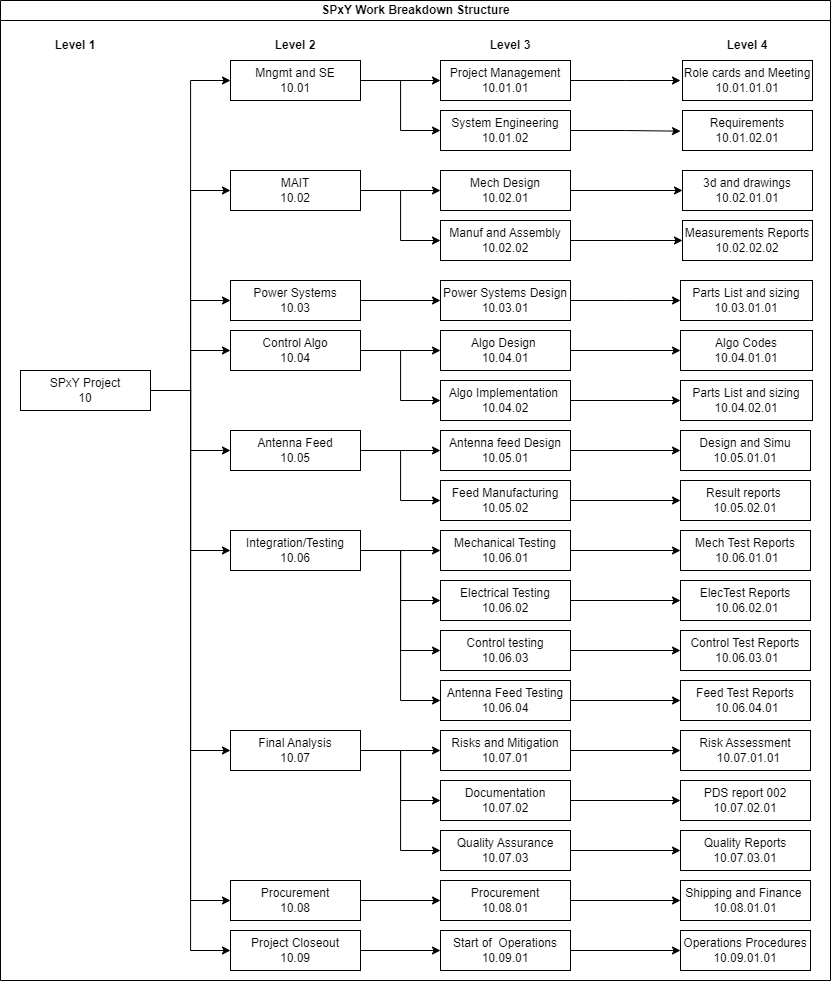 SPxY Work Breakdown Structure
Level 1
Level 2
Level 3
Level 4
Mngmt and SE
10.01
Project Management
10.01.01
Role cards and Meeting
10.01.01.01
System Engineering
10.01.02
Requirements
10.01.02.01
MAIT
10.02
Mech Design
10.02.01
3d and drawings
10.02.01.01
Manuf and Assembly
10.02.02
Measurements Reports
10.02.02.02
Power Systems
10.03
Power Systems Design
10.03.01
Parts List and sizing
10.03.01.01
Control Algo
10.04
Algo Design
10.04.01
Algo Codes
10.04.01.01
SPxY Project
10
Algo Implementation
10.04.02
Parts List and sizing
10.04.02.01
Antenna Feed
10.05
Antenna feed Design
10.05.01
Design and Simu
10.05.01.01
Feed Manufacturing
10.05.02
Result reports
10.05.02.01
Integration/Testing
10.06
Mechanical Testing
10.06.01
Mech Test Reports
10.06.01.01
Electrical Testing
10.06.02
ElecTest Reports
10.06.02.01
Control testing
10.06.03
Control Test Reports
10.06.03.01
Antenna Feed Testing
10.06.04
Feed Test Reports
10.06.04.01
Final Analysis
10.07
Risks and Mitigation
10.07.01
Risk Assessment
10.07.01.01
Documentation
10.07.02
PDS report 002
10.07.02.01
Quality Assurance
10.07.03
Quality Reports
10.07.03.01
Procurement
10.08
Procurement
10.08.01
Shipping and Finance
10.08.01.01
Project Closeout
10.09
Start of  Operations
10.09.01
Operations Procedures
10.09.01.01